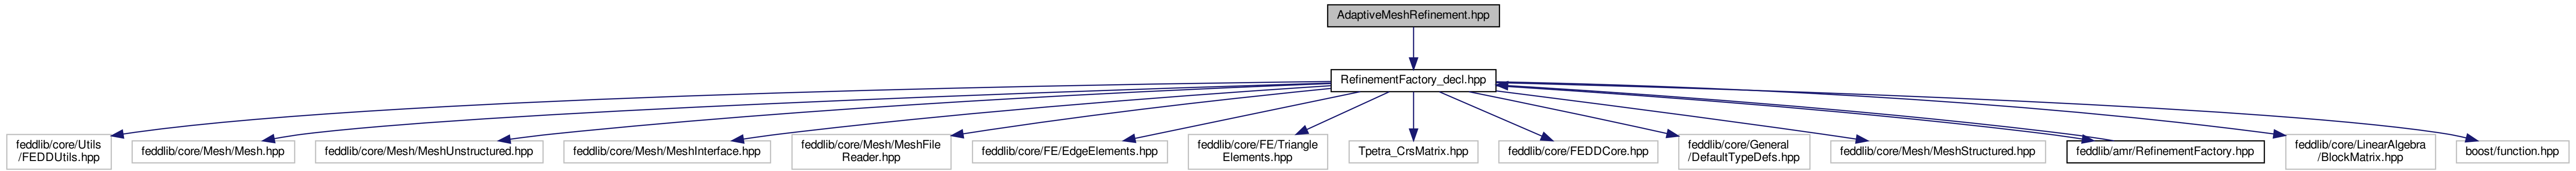 AdaptiveMeshRefinement.hpp
RefinementFactory_decl.hpp
feddlib/core/Utils
/FEDDUtils.hpp
feddlib/core/Mesh/Mesh.hpp
feddlib/core/Mesh/MeshUnstructured.hpp
feddlib/core/Mesh/MeshInterface.hpp
feddlib/core/Mesh/MeshFile
Reader.hpp
feddlib/core/FE/EdgeElements.hpp
feddlib/core/FE/Triangle
Elements.hpp
Tpetra_CrsMatrix.hpp
feddlib/core/FEDDCore.hpp
feddlib/core/General
/DefaultTypeDefs.hpp
feddlib/core/Mesh/MeshStructured.hpp
feddlib/amr/RefinementFactory.hpp
feddlib/core/LinearAlgebra
/BlockMatrix.hpp
boost/function.hpp